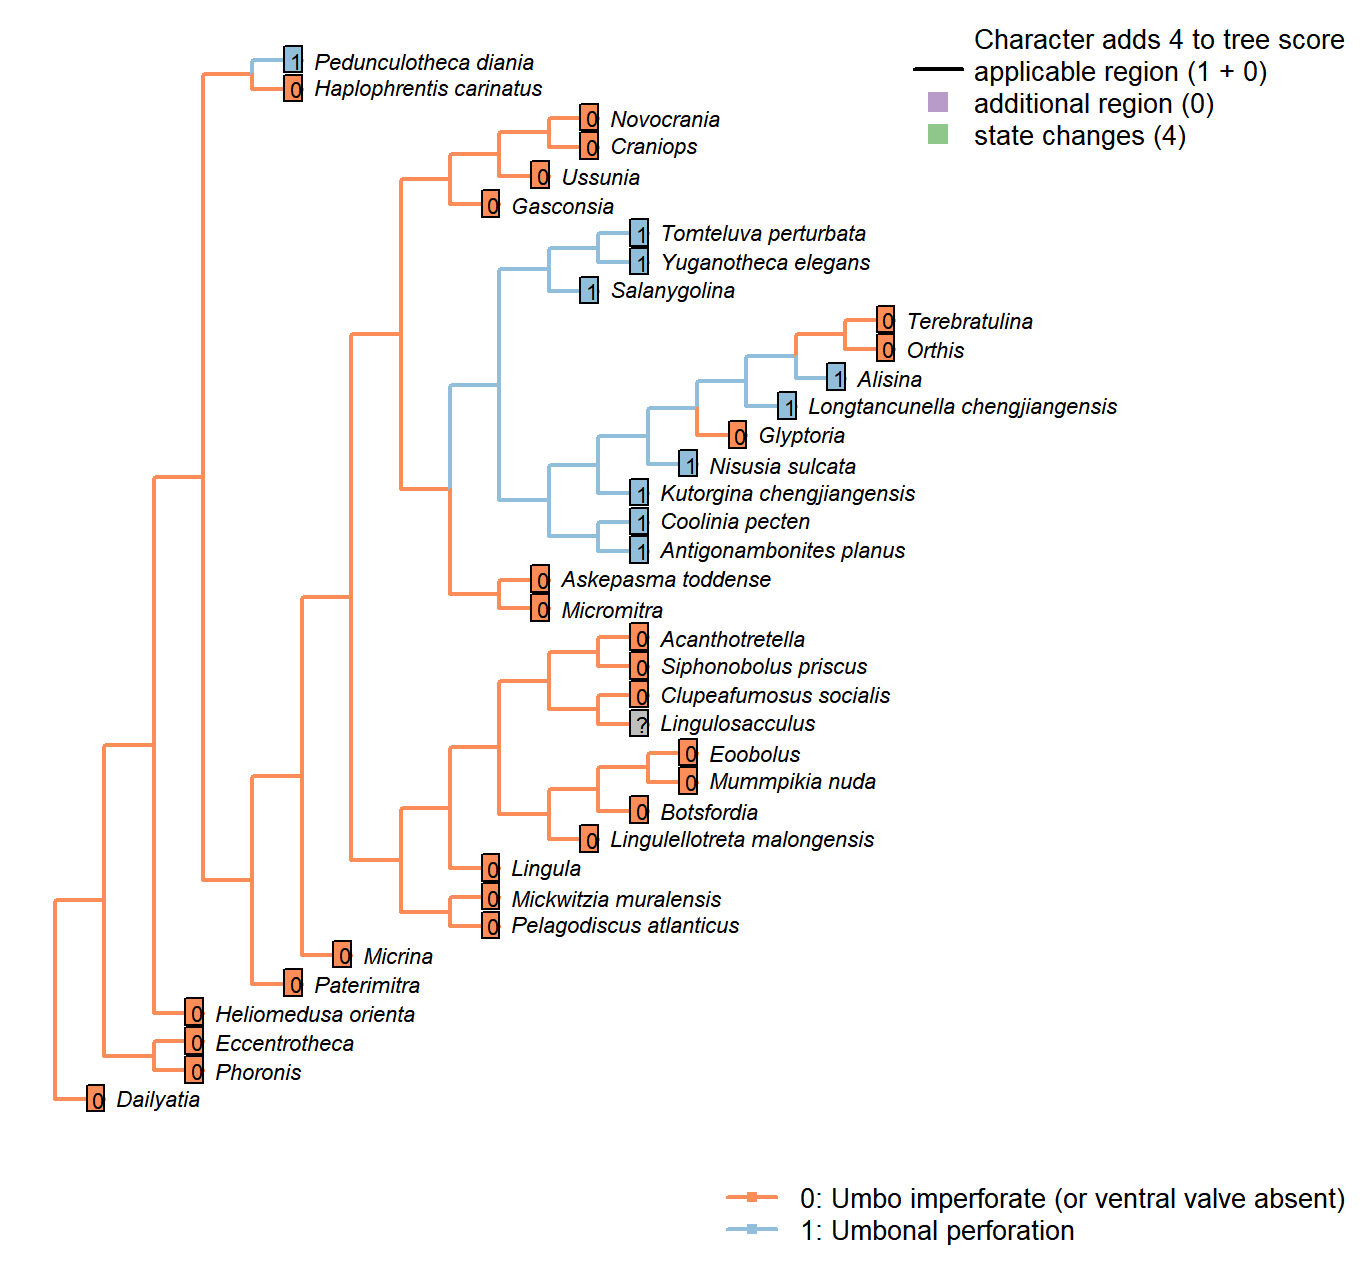 Character adds 4 to tree score
applicable region (1 + 0)
additional region (0)
state changes (4)
1 Pedunculotheca diania
0 Haplophrentis carinatus
0 Novocrania
0 Craniops
0 Ussunia
0 Gasconsia
1 Tomteluva perturbata
1 Yuganotheca elegans
1 Salanygolina
0 Terebratulina
0 Orthis
1 Alisina
1 Longtancunella chengjiangensis
0 Glyptoria
1 Nisusia sulcata
1 Kutorgina chengjiangensis
1 Coolinia pecten
1 Antigonambonites planus
0 Askepasma toddense
0 Micromitra
0 Acanthotretella
0 Siphonobolus priscus
0 Clupeafumosus socialis
? Lingulosacculus
0 Eoobolus
0 Mummpikia nuda
0 Botsfordia
0 Lingulellotreta malongensis
0 Lingula
0 Mickwitzia muralensis
0 Pelagodiscus atlanticus
0 Micrina
0 Paterimitra
0 Heliomedusa orienta
0 Eccentrotheca
0 Phoronis
0 Dailyatia
0: Umbo imperforate (or ventral valve absent)
1: Umbonal perforation